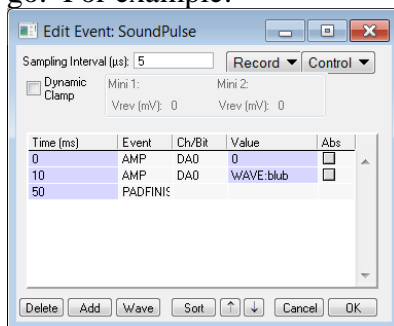 go. For example:
Edit Event: SoundPulse
Sampling Interval (µs): 5 Record Control
Dynamic Clamp Mini 1: Mini 2:
Vrev (mV): 0 Vrev (mV): 0
Time (ms) Event Ch/Bit Value Abs
0 AMP DA0 0
10 AMP DA0 WAVE:blub
50 PADFINIS
Delete Add Wave Sort ↑ ↓ Cancel OK